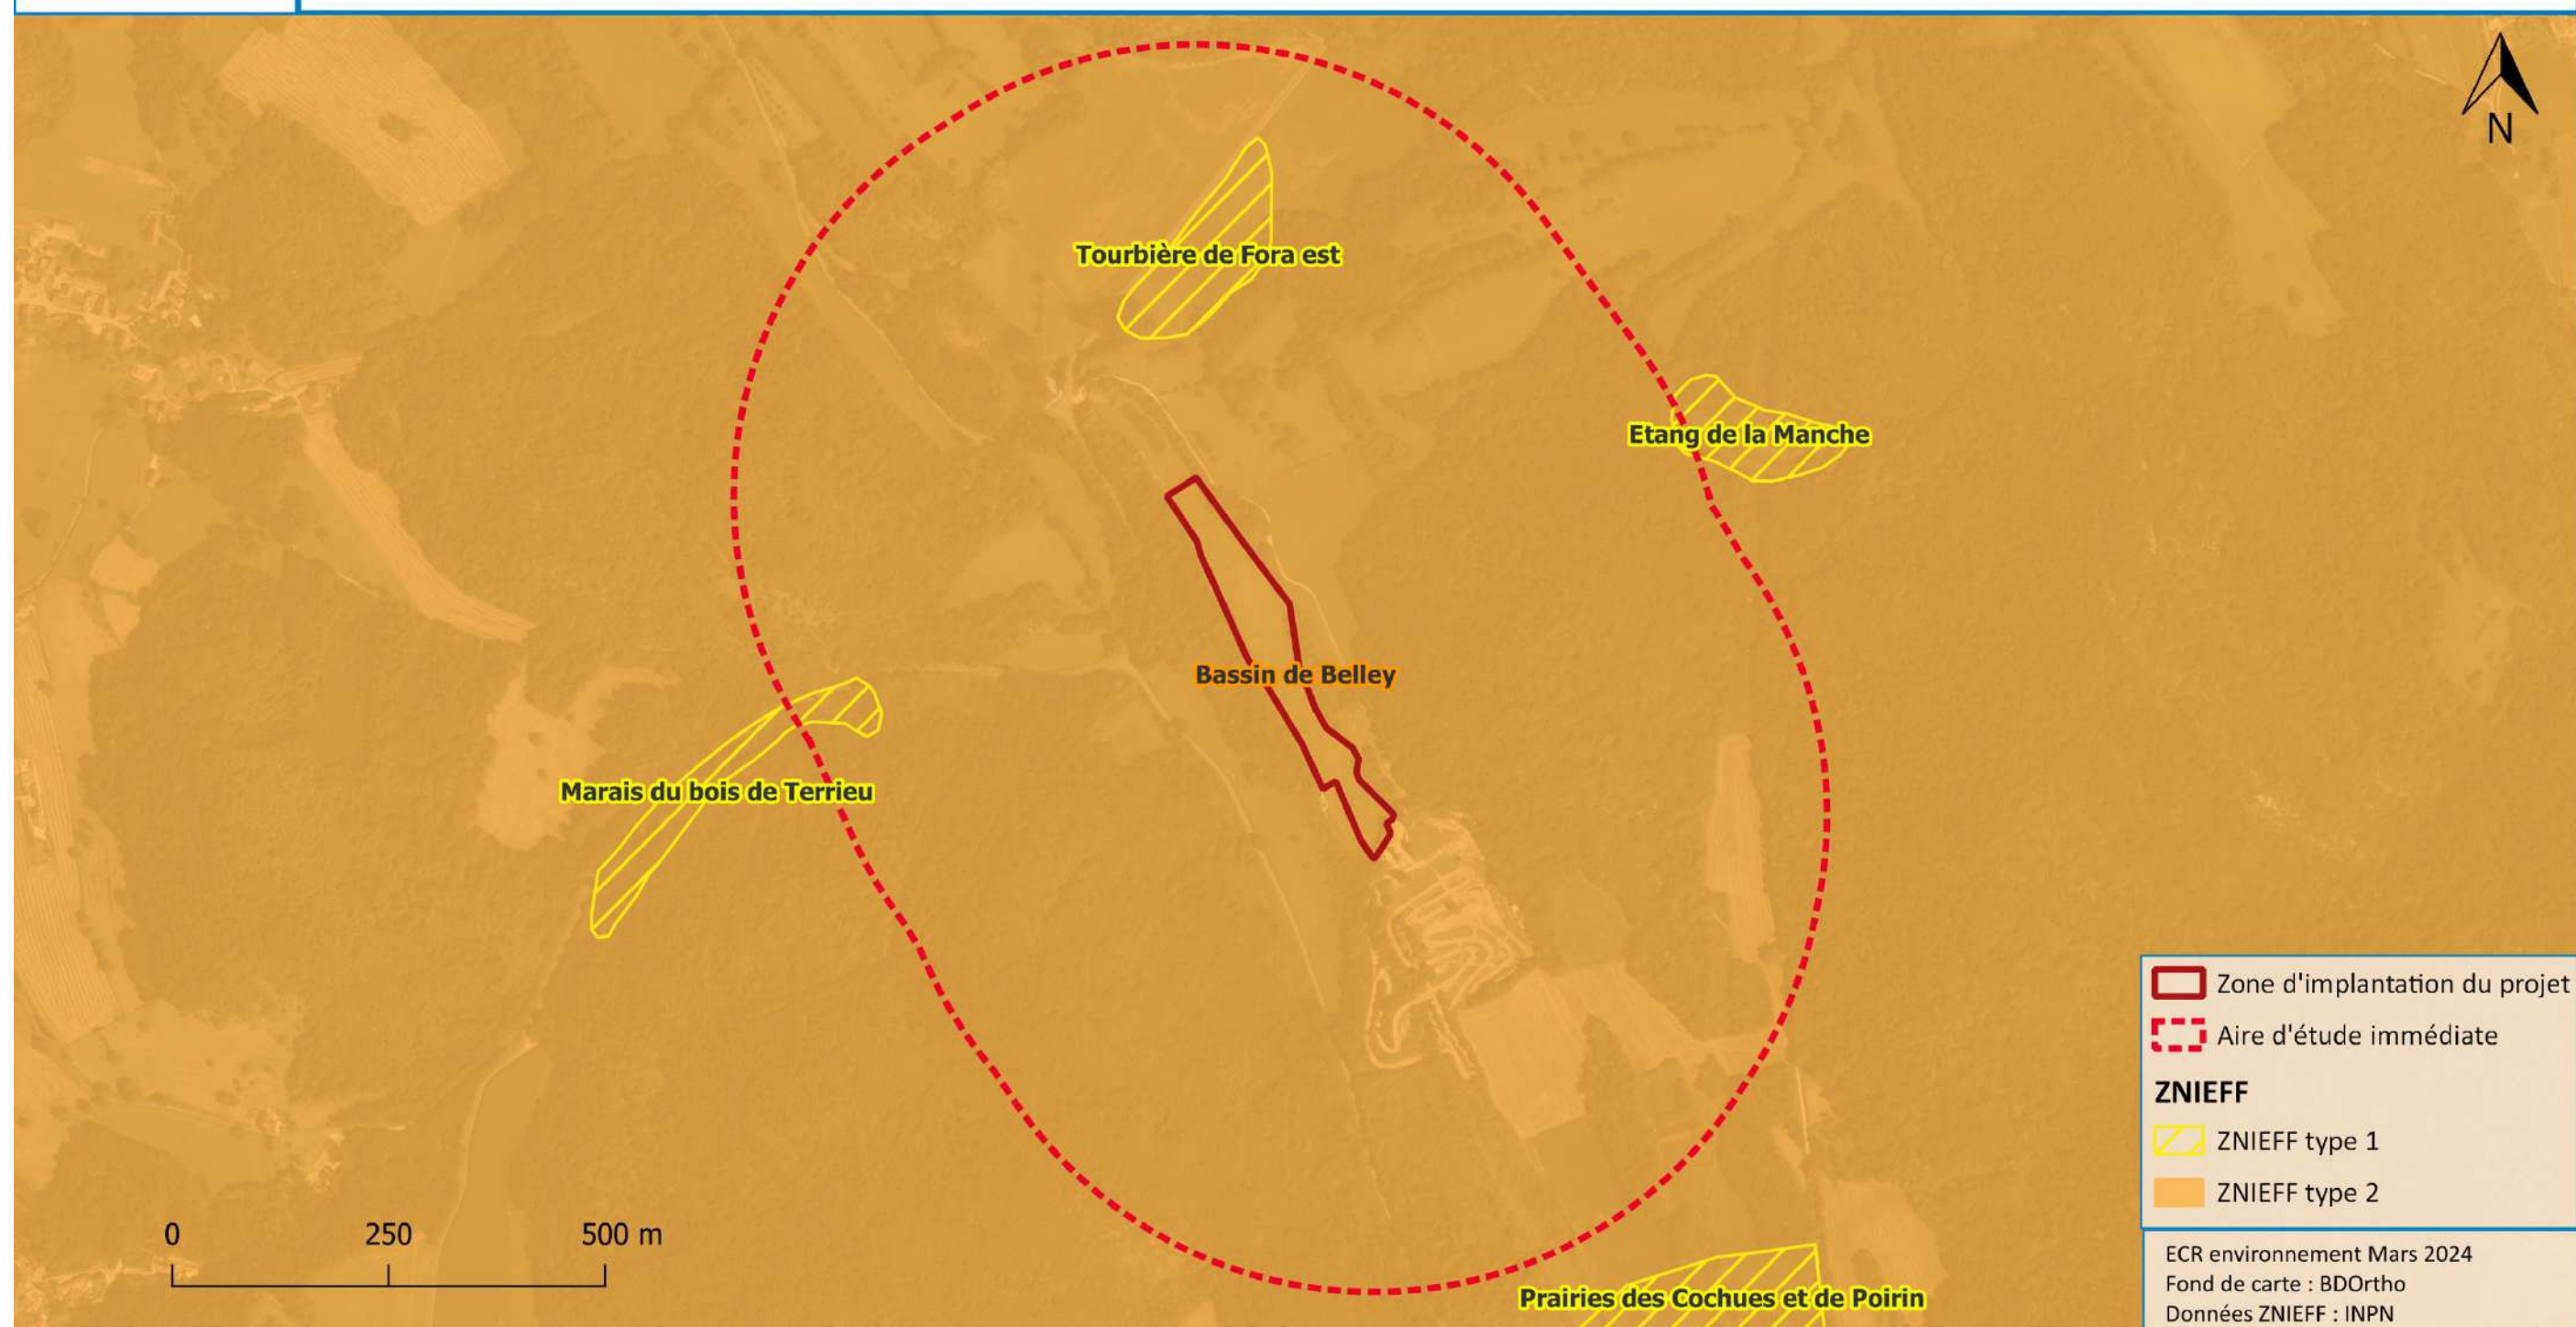 N
Tourbière de Fora est
Etang de la Manche
Bassin de Belley
Marais du bois de Terrieu
Prairies des Cochues et de Poirin
0 250 500 m
Zone d'implantation du projet
Aire d'étude immédiate
ZNIEFF
ZNIEFF type 1
ZNIEFF type 2
ECR environnement Mars 2024
Fond de carte : BDOrtho
Données ZNIEFF : INPN